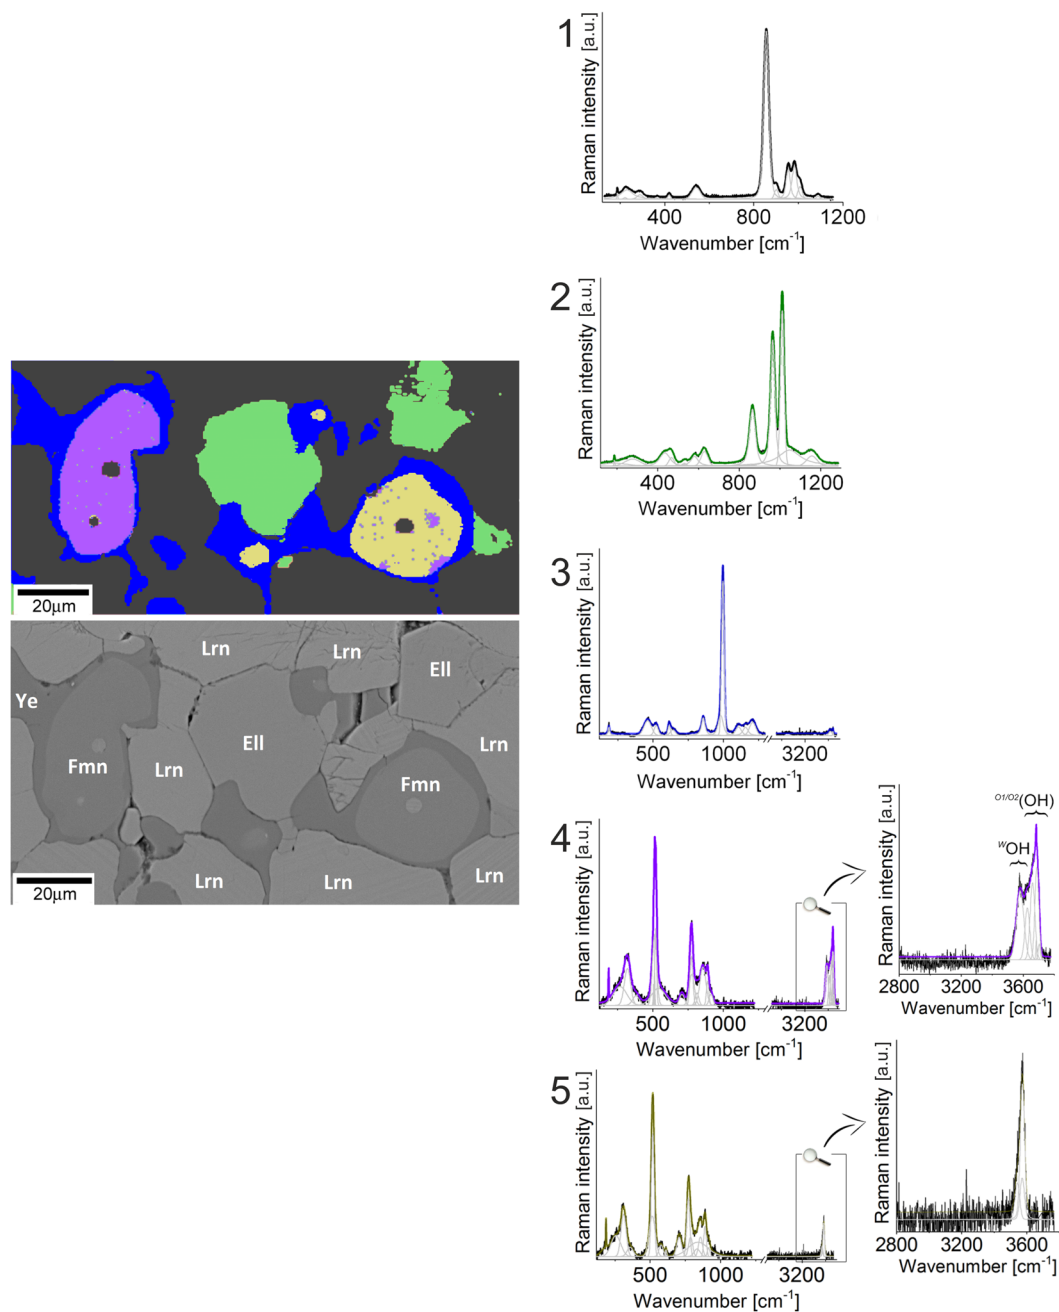 1
Raman intensity [a.u.]
400 800 1200
Wavenumber [cm-1]
2
Raman intensity [a.u.]
400 800 1200
Wavenumber [cm-1]
20µm
3
Raman intensity [a.u.]
500 1000 3200
Wavenumber [cm-1]
Lrn Lrn Ell
Ye
Ell Lrn
Fmn Lrn Fmn
Lrn Lrn Lrn
20µm
4
Raman intensity [a.u.]
500 1000 3200
Wavenumber [cm-1]
Raman intensity [a.u.]
O1/O2(OH)
WOH
2800 3200 3600
Wavenumber [cm-1]
5
Raman intensity [a.u.]
500 1000 3200
Wavenumber [cm-1]
Raman intensity [a.u.]
2800 3200 3600
Wavenumber [cm-1]